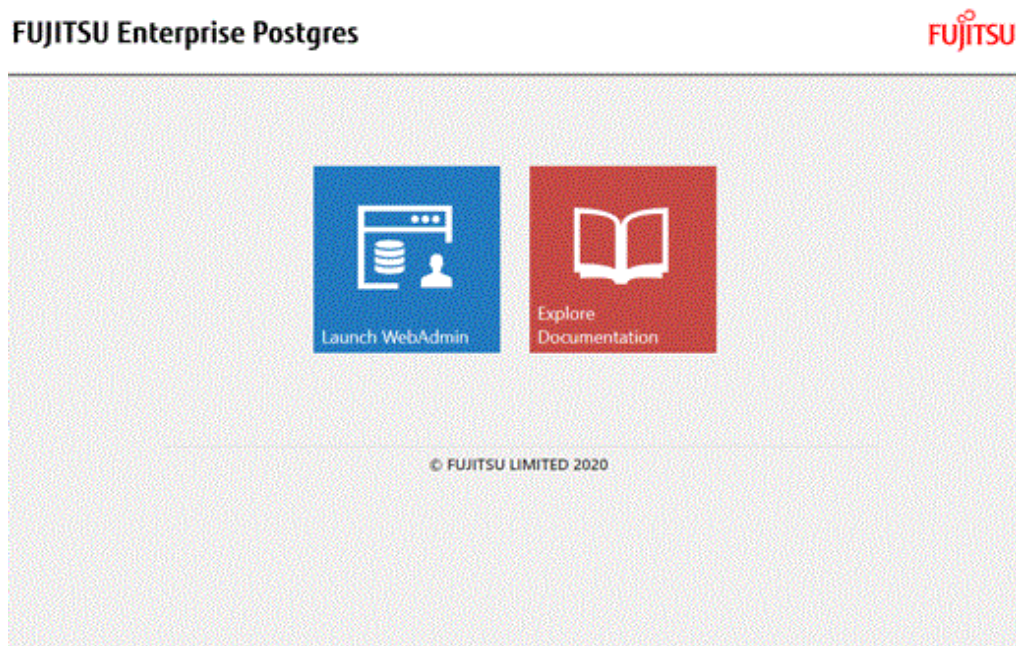 FUJITSU Enterprise Postgres
FUJITSU
Launch WebAdmin
Explore
Documentation
© FUJITSU LIMITED 2020